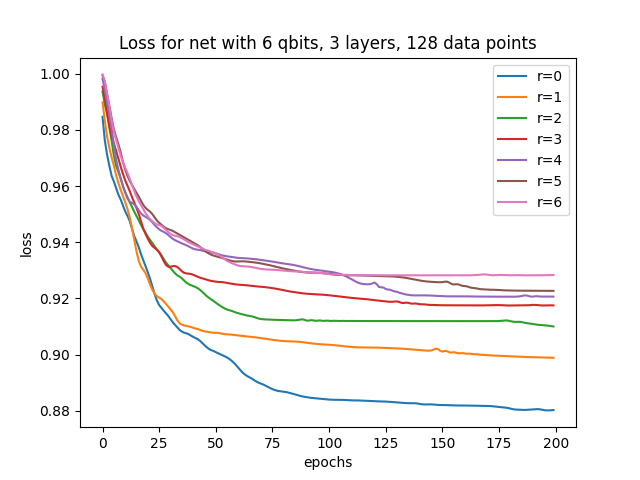 Loss for net with 6 qbits, 3 layers, 128 data points
1.00
0.98
0.96
0.94
0.92
0.90
0.88
loss
r=0
r=1
r=2
r=3
r=4
r=5
r=6
0 25 50 75 100 125 150 175 200
epochs